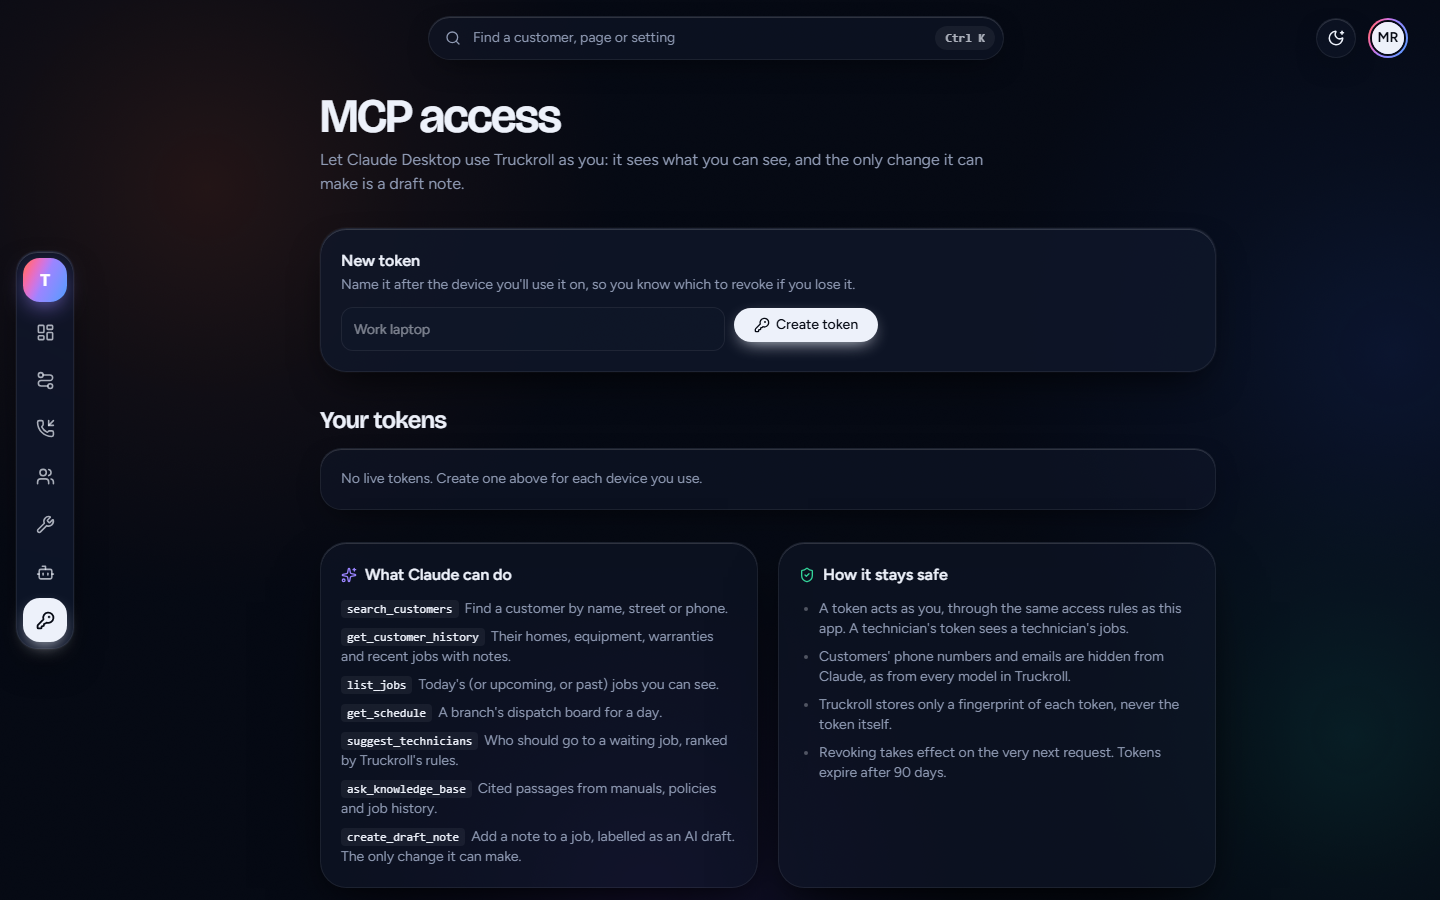 Find a customer, page or setting
Ctrl K
MR
MCP access
Let Claude Desktop use Truckroll as you: it sees what you can see, and the only change it can
make is a draft note.
T
New token
Name it after the device you'll use it on, so you know which to revoke if you lose it.
Work laptop
Create token
Your tokens
No live tokens. Create one above for each device you use.
What Claude can do
search_customers Find a customer by name, street or phone.
get_customer_history Their homes, equipment, warranties
and recent jobs with notes.
list_jobs Today's (or upcoming, or past) jobs you can see.
get_schedule A branch's dispatch board for a day.
suggest_technicians Who should go to a waiting job, ranked
by Truckroll's rules.
ask_knowledge_base Cited passages from manuals, policies
and job history.
create_draft_note Add a note to a job, labelled as an AI draft.
The only change it can make.
How it stays safe
• A token acts as you, through the same access rules as this
app. A technician's token sees a technician's jobs.
• Customers' phone numbers and emails are hidden from
Claude, as from every model in Truckroll.
• Truckroll stores only a fingerprint of each token, never the
token itself.
• Revoking takes effect on the very next request. Tokens
expire after 90 days.